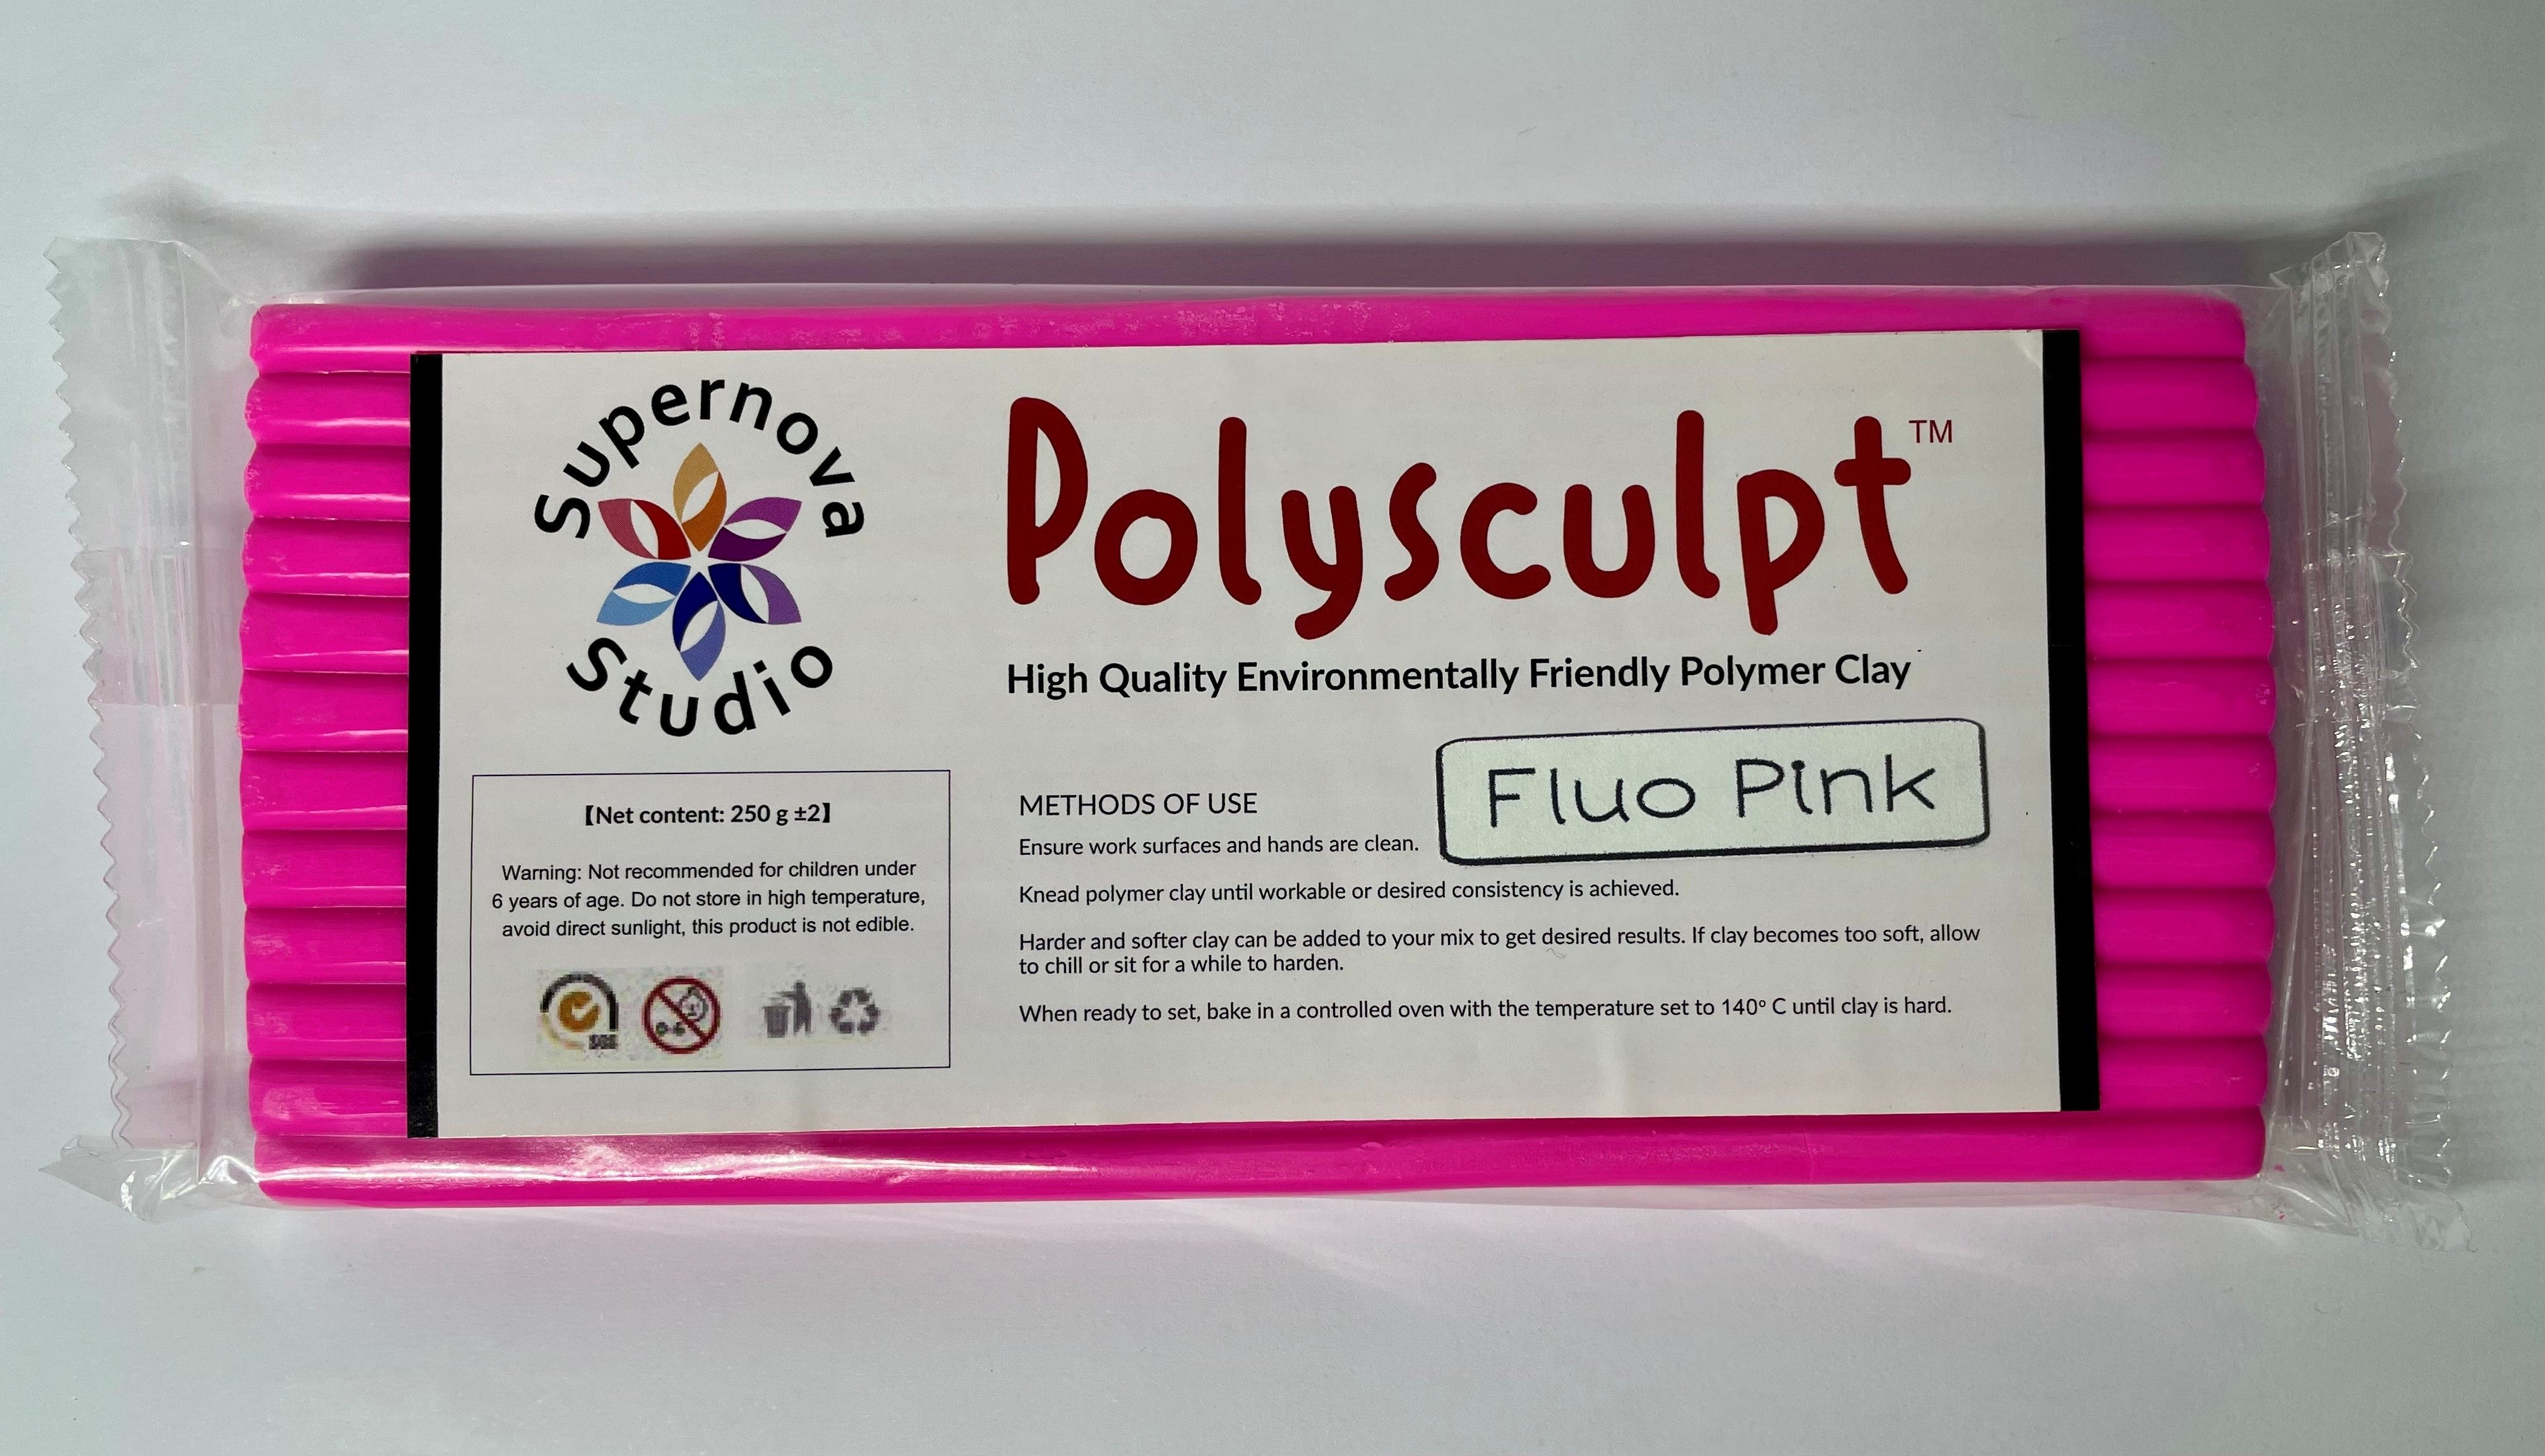 Supernova
Studio
Polysculpt™
High Quality Environmentally Friendly Polymer Clay
Fluo Pink
【Net content: 250 g ±2】
Warning: Not recommended for children under
6 years of age. Do not store in high temperature,
avoid direct sunlight, this product is not edible.
METHODS OF USE
Ensure work surfaces and hands are clean.
Knead polymer clay until workable or desired consistency is achieved.
Harder and softer clay can be added to your mix to get desired results. If clay becomes too soft, allow
to chill or sit for a while to harden.
When ready to set, bake in a controlled oven with the temperature set to 140º C until clay is hard.